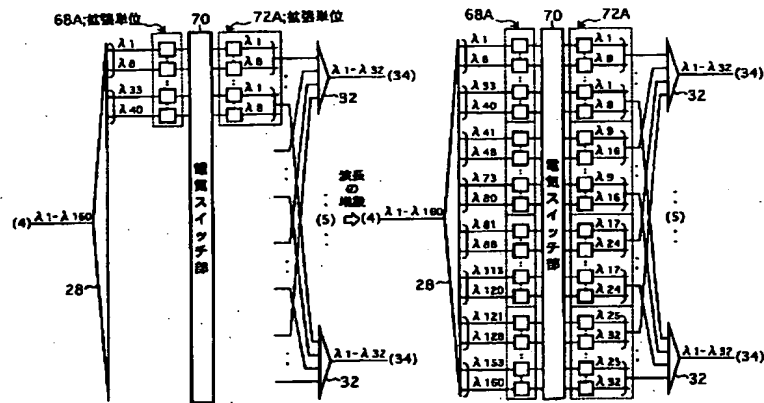 68A;拡張単位
70
72A;拡張単位
λ1
λ8
λ33
λ40
λ1
λ8
λ1
λ8
電気スイッチ部
(4)
λ1-λ160
28
λ1-λ32
(34)
32
(5)
λ1-λ32
(34)
32
波長の増設
68A
70
72A
(4)
λ1-λ160
28
λ1
λ8
λ33
λ40
λ41
λ48
λ73
λ80
λ81
λ88
λ113
λ120
λ121
λ128
λ153
λ160
電気スイッチ部
λ1
λ8
λ1
λ8
λ9
λ16
λ9
λ16
λ17
λ24
λ17
λ24
λ25
λ32
λ25
λ32
λ1-λ32
(34)
32
(5)
λ1-λ32
(34)
32